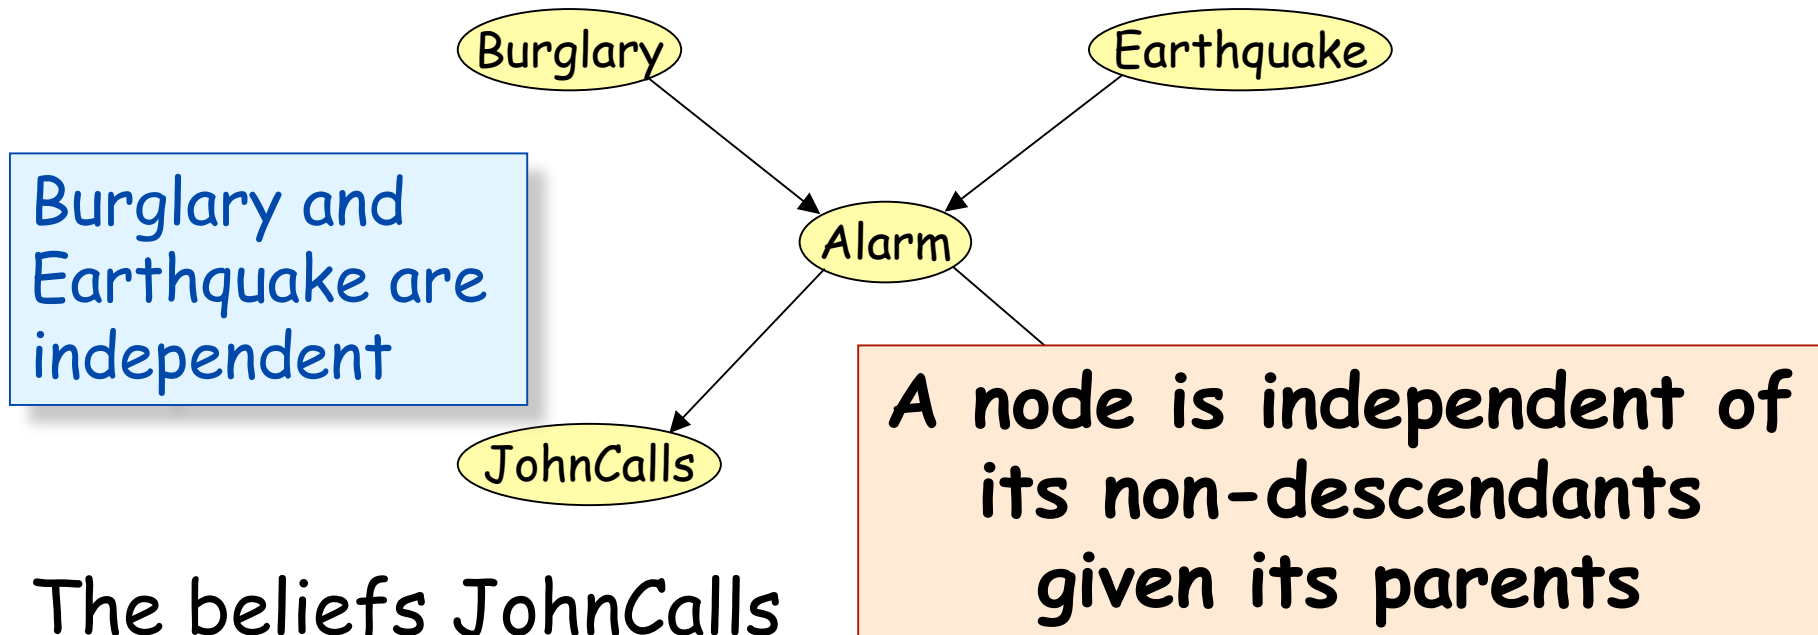 Burglary
Earthquake
Burglary and
Earthquake are
independent
Alarm
JohnCalls
A node is independent of
its non-descendants
given its parents
The beliefs JohnCalls